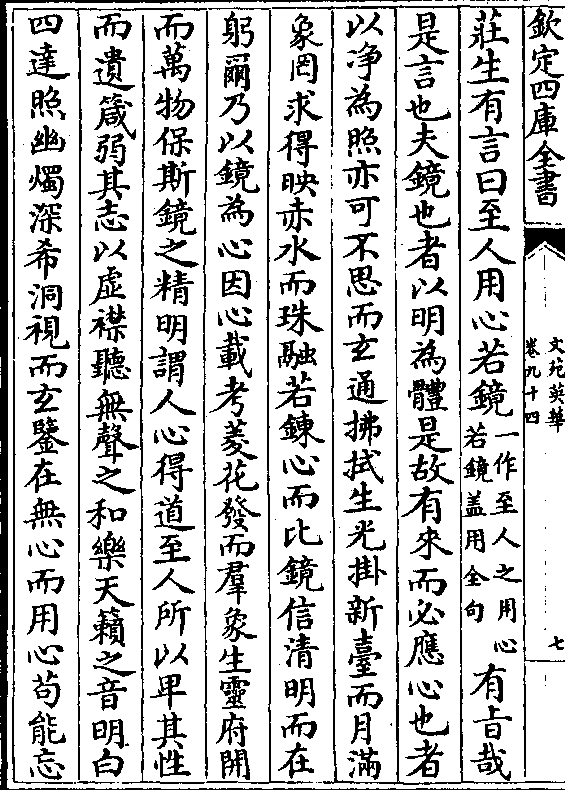 欽定四庫全書
文苑英華
卷九十四
七
莊生有言曰至人用心若鏡一作至人之用心若鏡盖用全句有旨哉
是言也夫鏡也者以明為體是故有來而必應心也者
以净為照亦可不思而玄通拂拭生光掛新臺而月滿
象罔求得映赤水而珠融若鍊心而比鏡信清明而在
躬爾乃以鏡為心因心載考菱花發而羣象生靈府開
而萬物保斯鏡之精明謂人心得道至人所以卑其性
而遺箴弱其志以虛襟聽無聲之和樂天籟之音明白
四達照幽燭深希洞視而玄鑒在無心而用心苟能忘